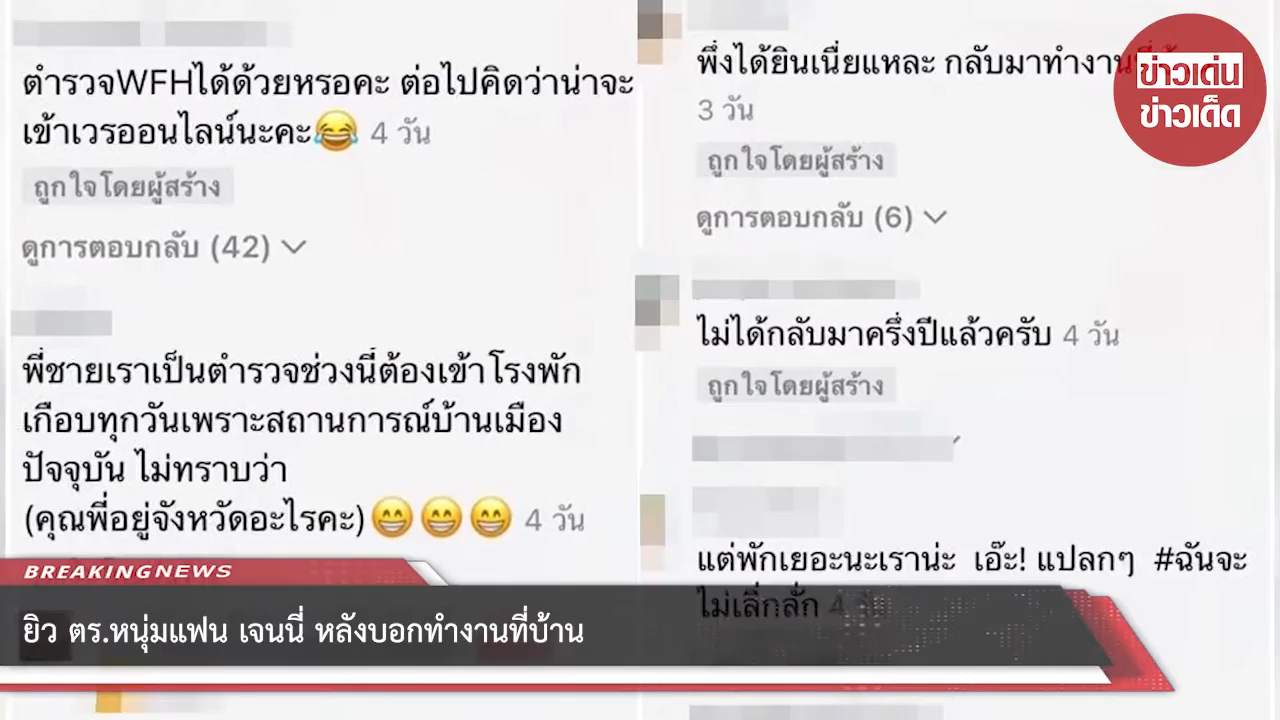 ตำรวจWFHได้ด้วยหรอคะ ต่อไปคิดว่าน่าจะ
เข้าเวรออนไลน์นะคะ😂 4 วัน
ถูกใจโดยผู้สร้าง
ดูการตอบกลับ (42)
พี่ชายเราเป็นตำรวจช่วงนี้ต้องเข้าโรงพัก
เกือบทุกวันเพราะสถานการณ์บ้านเมือง
ปัจจุบัน ไม่ทราบว่า
(คุณพี่อยู่จังหวัดอะไรคะ)😁😁😁 4 วัน
พึ่งได้ยินเนี่ยแหละ กลับมาทำงาน
3 วัน
ถูกใจโดยผู้สร้าง
ดูการตอบกลับ (6)
ไม่ได้กลับมาครึ่งปีแล้วครับ 4 วัน
ถูกใจโดยผู้สร้าง
แต่พักเยอะนะเราน่ะ เอ๊ะ! แปลกๆ #ฉันจะ
ไม่เลิ่กลั่ก 4
ข่าวเด่น
ข่าวเด็ด
BREAKING NEWS
ยิว ตร.หนุ่มแฟน เจนนี่ หลังบอกทำงานที่บ้าน